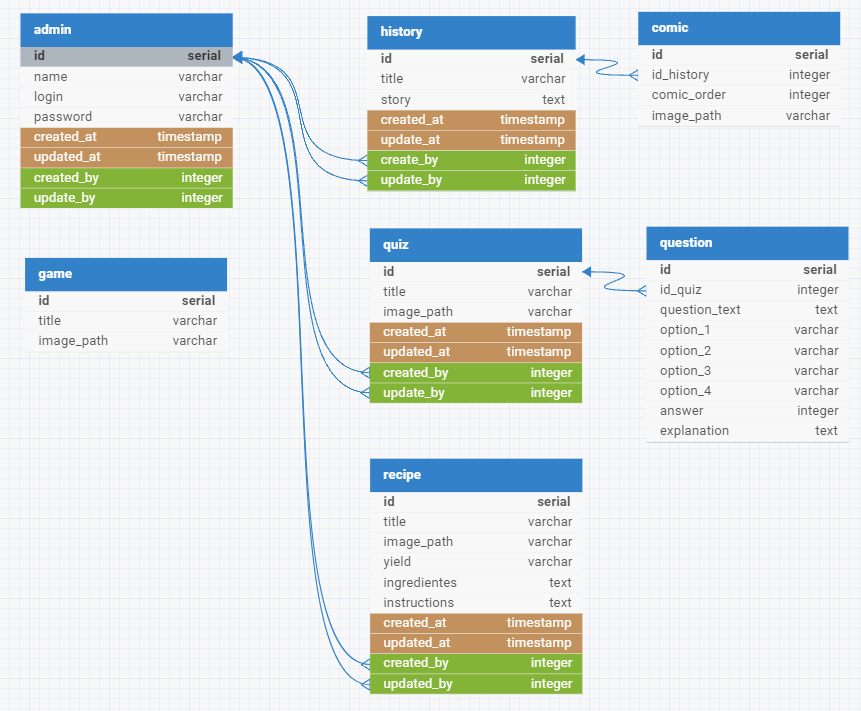 admin
id serial
name varchar
login varchar
password varchar
created_at timestamp
updated_at timestamp
created_by integer
update_by integer
game
id serial
title varchar
image_path varchar
history
id serial
title varchar
story text
created_at timestamp
update_at timestamp
create_by integer
update_by integer
quiz
id serial
title varchar
image_path varchar
created_at timestamp
updated_at timestamp
created_by integer
update_by integer
recipe
id serial
title varchar
image_path varchar
yield varchar
ingredientes text
instructions text
created_at timestamp
updated_at timestamp
created_by integer
updated_by integer
comic
id serial
id_history integer
comic_order integer
image_path varchar
question
id serial
id_quiz integer
question_text text
option_1 varchar
option_2 varchar
option_3 varchar
option_4 varchar
answer integer
explanation text